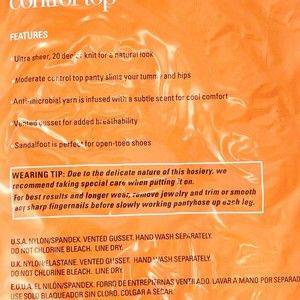 control top
FEATURES
• Ultra sheer, 20 denier knit for a natural look
• Moderate control top panty slims your tummy and hips
• Anti-microbial yarn is infused with a subtle scent for cool comfort
• Vented gusset for added breathability
• Sandalfoot is perfect for open-toe shoes
WEARING TIP: Due to the delicate nature of this hosiery, we
recommend taking special care when putting it on.
For best results and longer wear, remove jewelry and trim or smooth
any sharp fingernails before slowly working pantyhose up each leg.
U.S.A. NYLON/SPANDEX. VENTED GUSSET. HAND WASH SEPARATELY.
DO NOT CHLORINE BLEACH. LINE DRY.
U.K. NYLON/ELASTANE. VENTED GUSSET. HAND WASH SEPARATELY.
DO NOT CHLORINE BLEACH. LINE DRY.
E.U.A. EL NILON/SPANDEX. FORRO DE ENTREPIERNAS VENTILADO. LAVAR A MANO POR SEPARADO.
USE SOLO BLAQUEADOR SIN CLORO. COLGAR A SECAR.